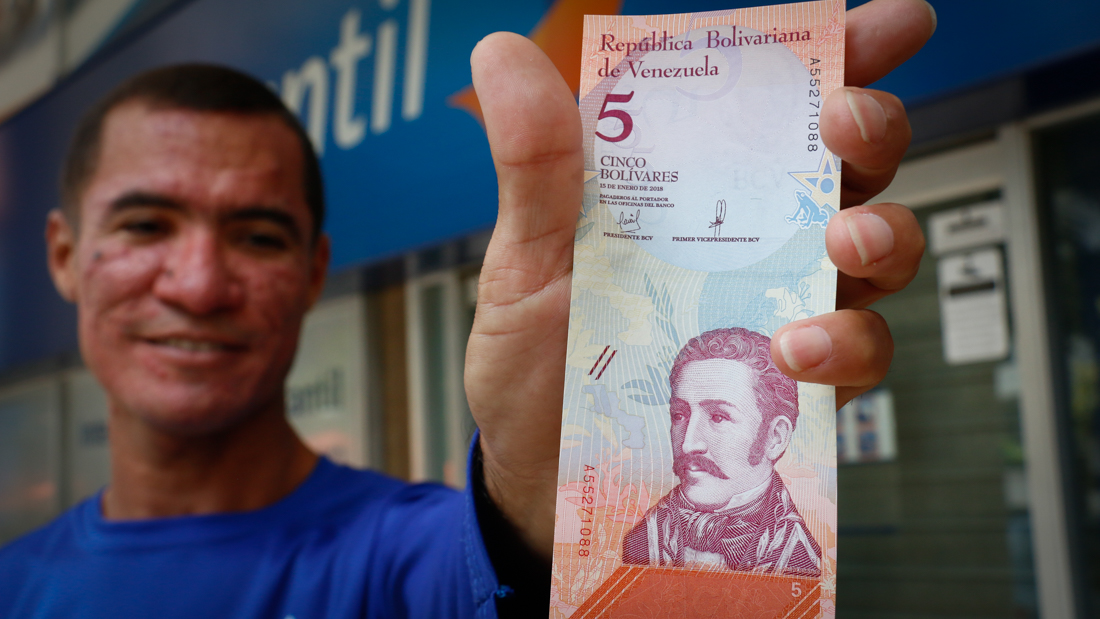 ntil
República Bolivariana
de Venezuela
A55271088
5
CINCO
BOLÍVARES
15 DE ENERO DE 2018
PAGADEROS AL PORTADOR
EN LAS OFICINAS DEL BANCO
PRESIDENTE BCV
PRIMER VICEPRESIDENTE BCV
BCV
A55271088
5
ntil